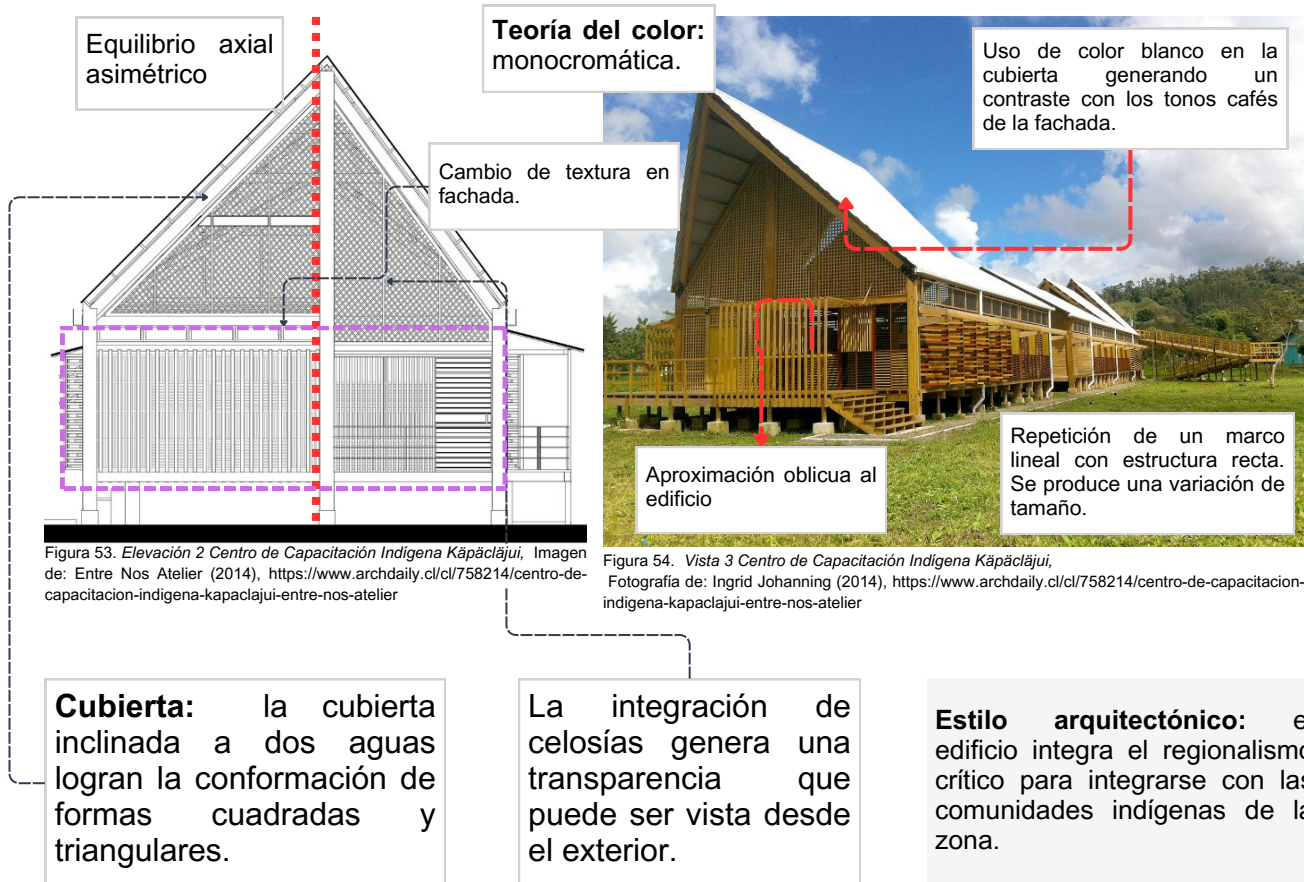 Equilibrio axial
asimétrico
Teoría del color:
monocromática.
Uso de color blanco en la
cubierta generando un
contraste con los tonos cafés
de la fachada.
Cambio de textura en
fachada.
Aproximación oblicua al
edificio
Repetición de un marco
lineal con estructura recta.
Se produce una variación de
tamaño.
Figura 53. Elevación 2 Centro de Capacitación Indígena Käpäcläjui, Imagen
de: Entre Nos Atelier (2014), https://www.archdaily.cl/cl/758214/centro-de-
capacitacion-indigena-kapaclajui-entre-nos-atelier
Figura 54. Vista 3 Centro de Capacitación Indígena Käpäcläjui,
Fotografía de: Ingrid Johanning (2014), https://www.archdaily.cl/cl/758214/centro-de-capacitacion-
indigena-kapaclajui-entre-nos-atelier
Cubierta: la cubierta
inclinada a dos aguas
logran la conformación de
formas cuadradas y
triangulares.
La integración de
celosías genera una
transparencia que
puede ser vista desde
el exterior.
Estilo arquitectónico: e
edificio integra el regionalismo
crítico para integrarse con las
comunidades indígenas de la
zona.